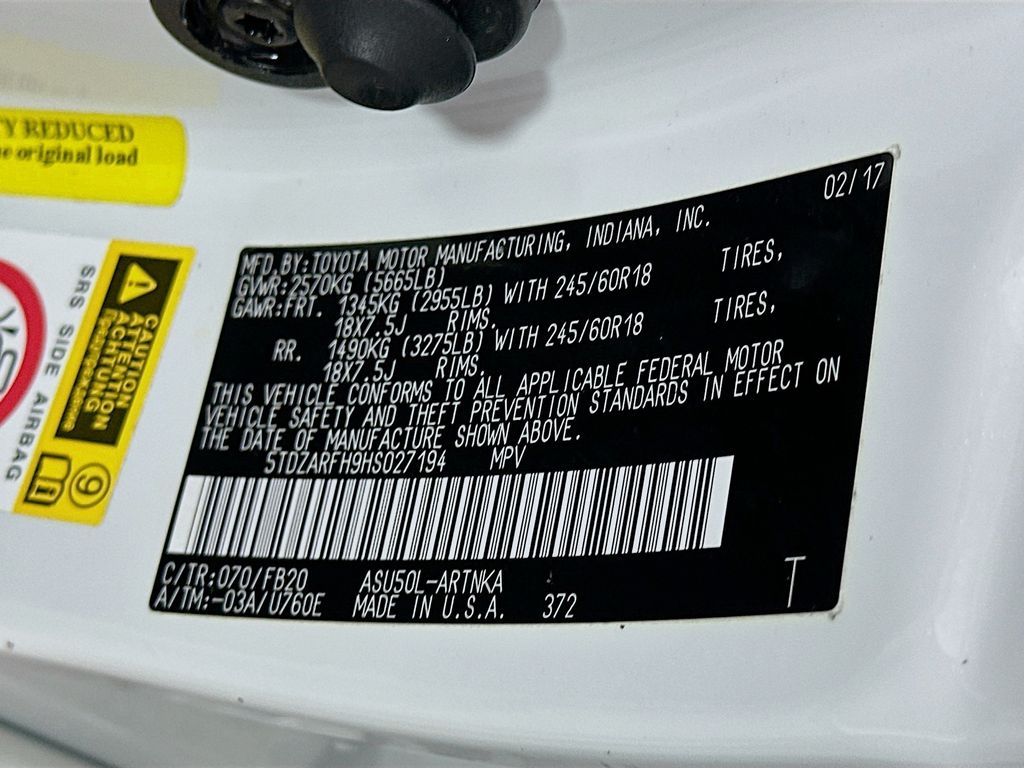 Y REDUCED
e original load
SRS SIDE AIRBAG
CAUTION
ATTENTION
ACHTUNG
9
i
02/17
MFD.BY:TOYOTA MOTOR MANUFACTURING, INDIANA, INC.
GVWR:2570KG (5665LB)
GAWR:FRT. 1345KG (2955LB) WITH 245/60R18 TIRES,
18X7.5J RIMS.
RR. 1490KG (3275LB) WITH 245/60R18 TIRES,
18X7.5J RIMS.
THIS VEHICLE CONFORMS TO ALL APPLICABLE FEDERAL MOTOR
VEHICLE SAFETY AND THEFT PREVENTION STANDARDS IN EFFECT ON
THE DATE OF MANUFACTURE SHOWN ABOVE.
5TDZARFH9HS027194 MPV
C/TR:070/FB20 ASU50L-ARTNKA
A/TM:-03A/U760E MADE IN U.S.A. 372
T